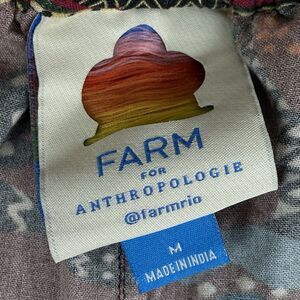 FARM
FOR
ANTHROPOLOGIE
@farmrio
M
MADE IN INDIA